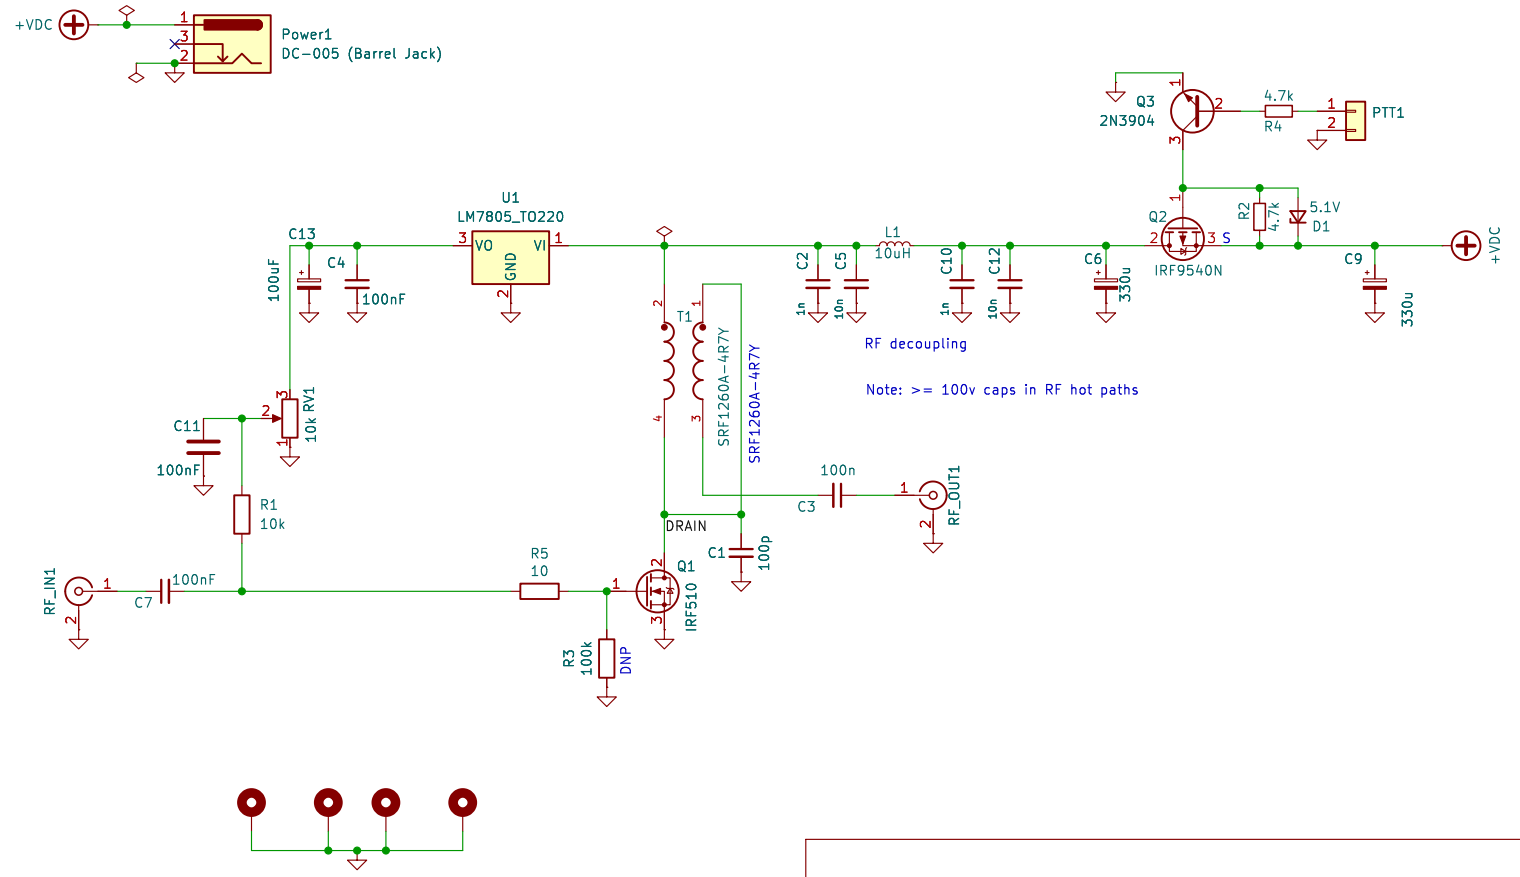 +VDC
1
3
2
Power1
DC-005 (Barrel Jack)
1
Q3
2N3904
2
3
4.7k
R4
1
2
PTT1
U1
LM7805_TO220
3
VO
VI
1
GND
2
C13
100uF
+
C4
100nF
L1
10uH
C2
1n
C5
10n
C10
1n
C12
10n
C6
330u
+
Q2
1
2
3
S
IRF9540N
R2
4.7k
5.1V
D1
C9
330u
+
+VDC
RF decoupling
Note: >= 100v caps in RF hot paths
2
1
T1
4
3
SRF1260A-4R7Y
SRF1260A-4R7Y
3
2
1
RV1
10k
C11
100nF
R1
10k
100n
C3
1
2
RF_OUT1
DRAIN
C1
100p
RF_IN1
1
2
100nF
C7
R5
10
1
2
3
Q1
IRF510
R3
100k
DNP